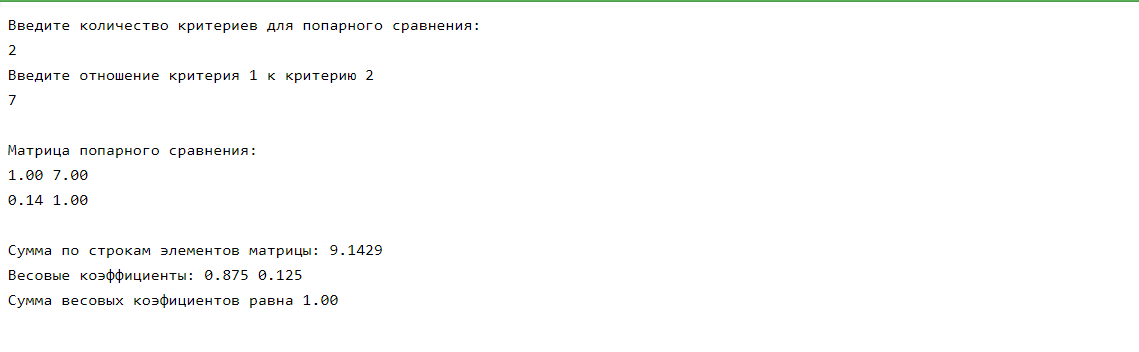 Введите количество критериев для попарного сравнения:
2
Введите отношение критерия 1 к критерию 2
7
Матрица попарного сравнения:
1.00 7.00
0.14 1.00
Сумма по строкам элементов матрицы: 9.1429
Весовые коэффициенты: 0.875 0.125
Сумма весовых коэфициентов равна 1.00